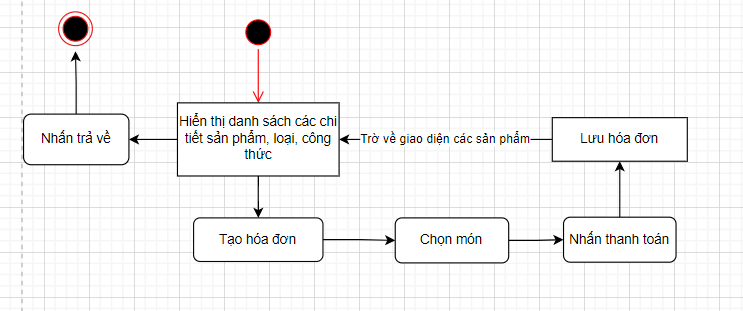 Hiển thị danh sách các chi
tiết sản phẩm, loại, công
thức
Nhấn trả về
Trờ về giao diện các sản phẩm
Lưu hóa đơn
Tạo hóa đơn
Chọn món
Nhấn thanh toán